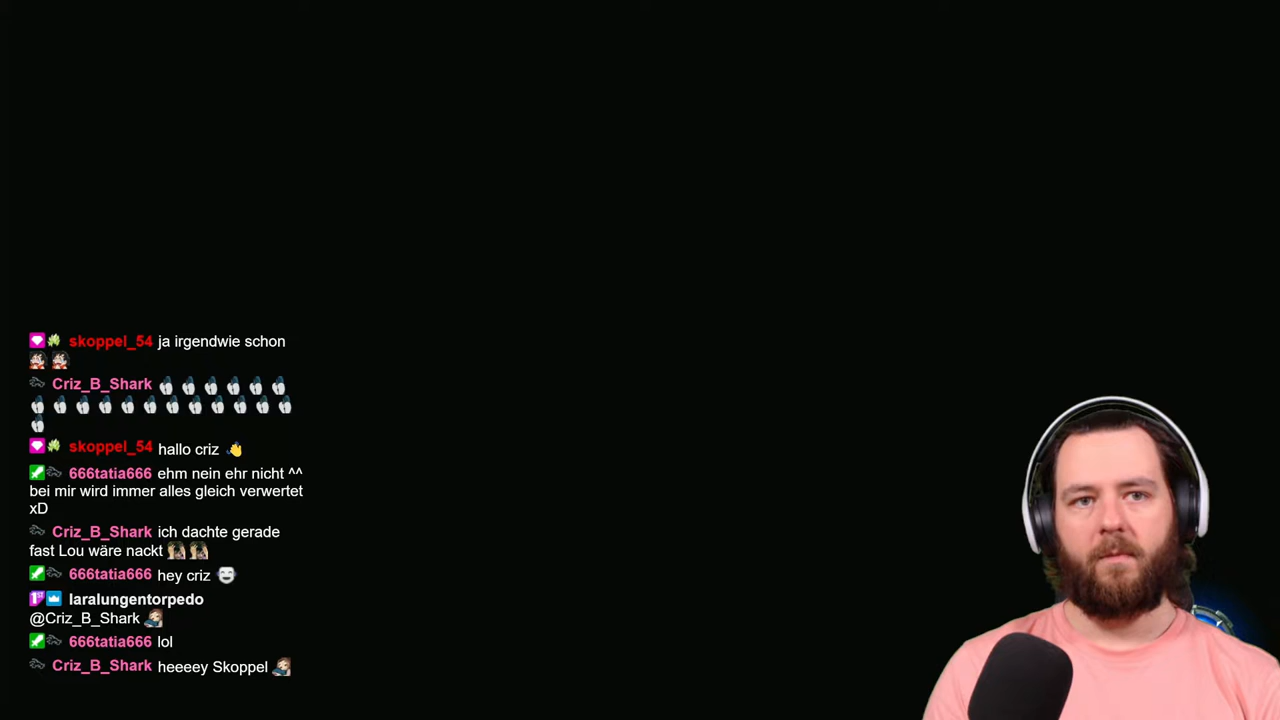 skoppel_54 ja irgendwie schon
Criz_B_Shark
skoppel_54 hallo criz
666tatia666 ehm nein ehr nicht ^^
bei mir wird immer alles gleich verwertet
xD
Criz_B_Shark ich dachte gerade
fast Lou wäre nackt
666tatia666 hey criz
laralungentorpedo
@Criz_B_Shark
666tatia666 lol
Criz_B_Shark heeeey Skoppel